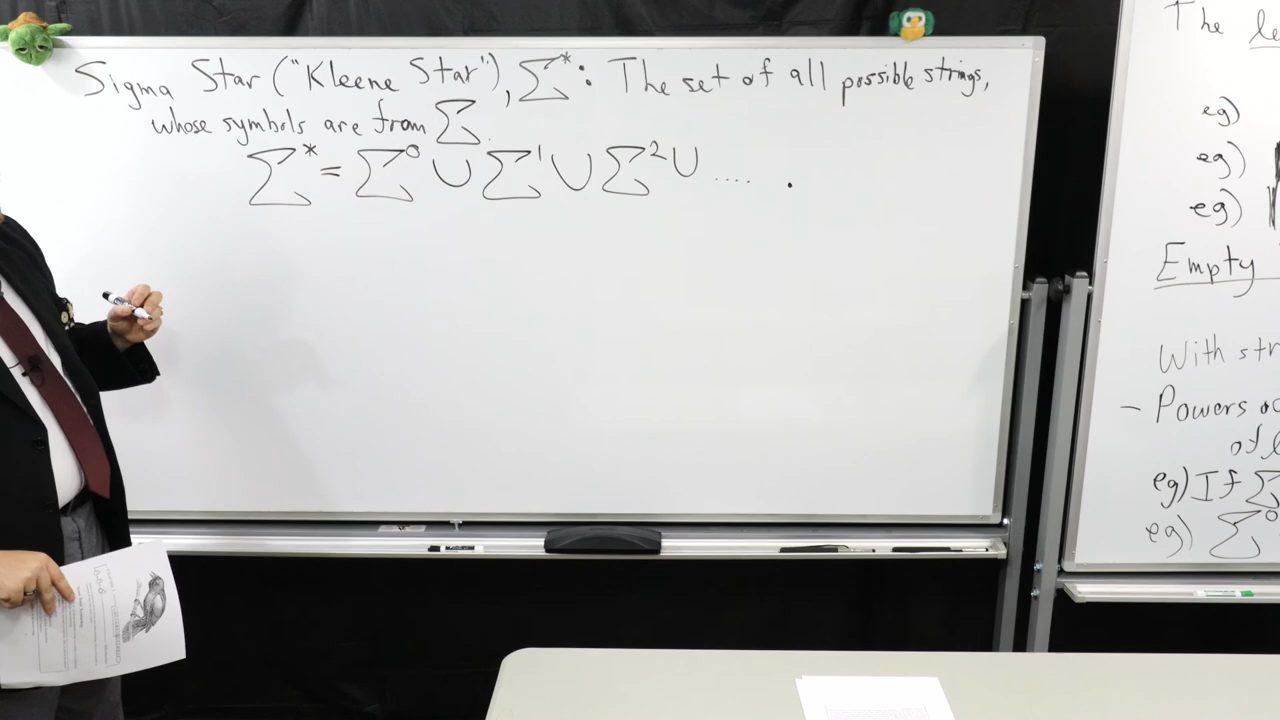 Sigma Star ("Kleene Star"), Σ*: The set of all possible strings,
whose symbols are from Σ.
Σ* = Σ⁰ ∪ Σ¹ ∪ Σ² ∪ .... .
The
eg)
eg)
eg)
Empty
With
- Powers
eg) If Σ
eg) Σ⁰